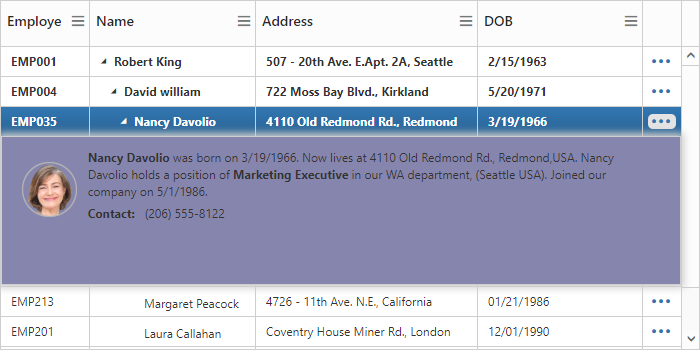 Employe Name Address DOB
EMP001 Robert King 507 - 20th Ave. E.Apt. 2A, Seattle 2/15/1963
EMP004 David william 722 Moss Bay Blvd., Kirkland 5/20/1971
EMP035 Nancy Davolio 4110 Old Redmond Rd., Redmond 3/19/1966
Nancy Davolio was born on 3/19/1966. Now lives at 4110 Old Redmond Rd., Redmond,USA. Nancy
Davolio holds a position of Marketing Executive in our WA department, (Seattle USA). Joined our
company on 5/1/1986.
Contact: (206) 555-8122
EMP213 Margaret Peacock 4726 - 11th Ave. N.E., California 01/21/1986
EMP201 Laura Callahan Coventry House Miner Rd., London 12/01/1990